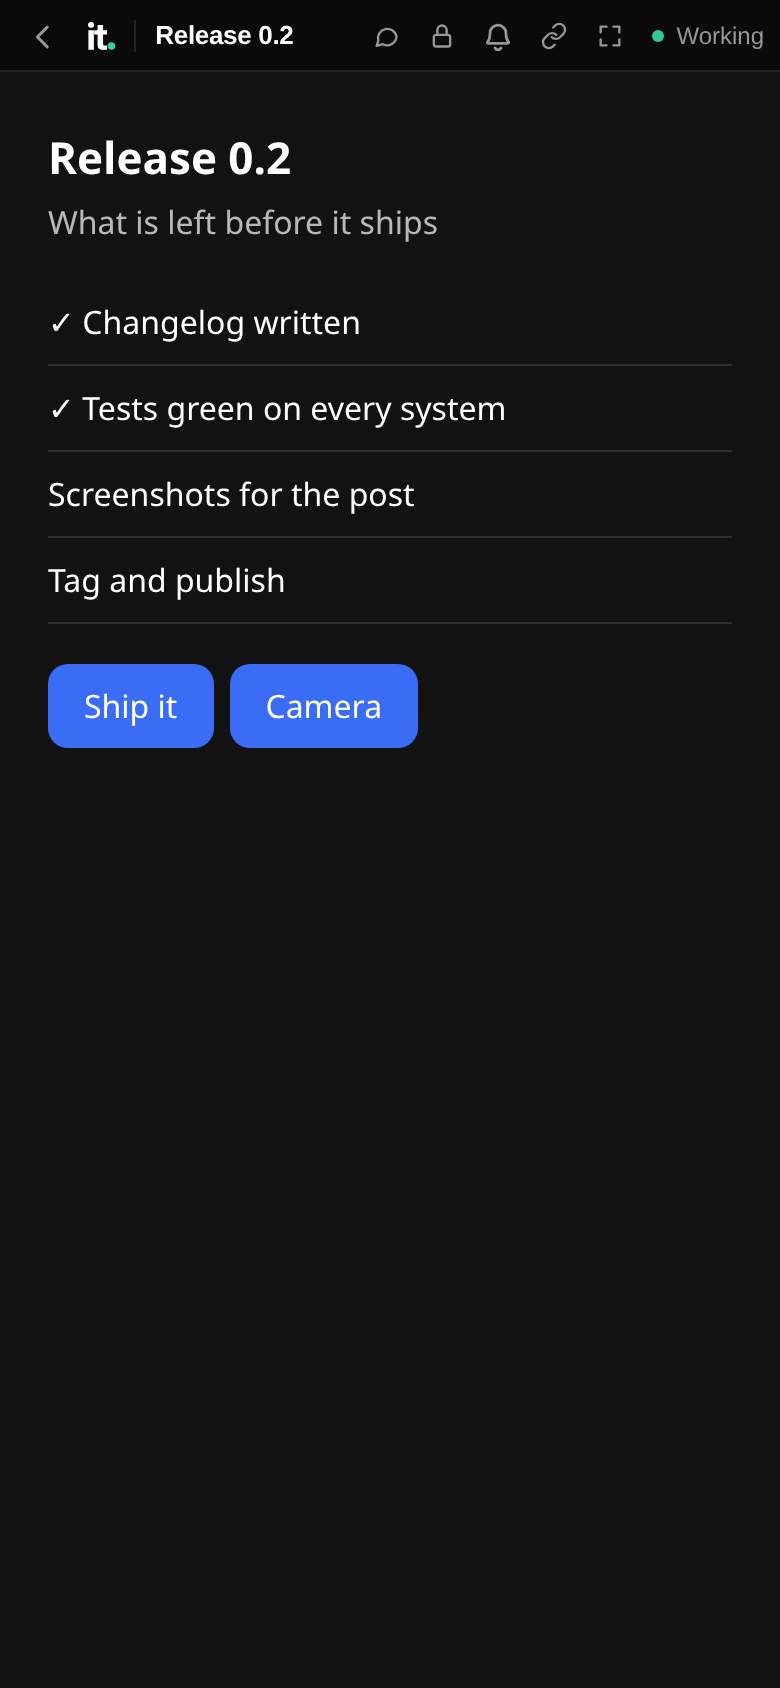 it. Release 0.2 Working
Release 0.2
What is left before it ships
✓ Changelog written
✓ Tests green on every system
Screenshots for the post
Tag and publish
Ship it Camera